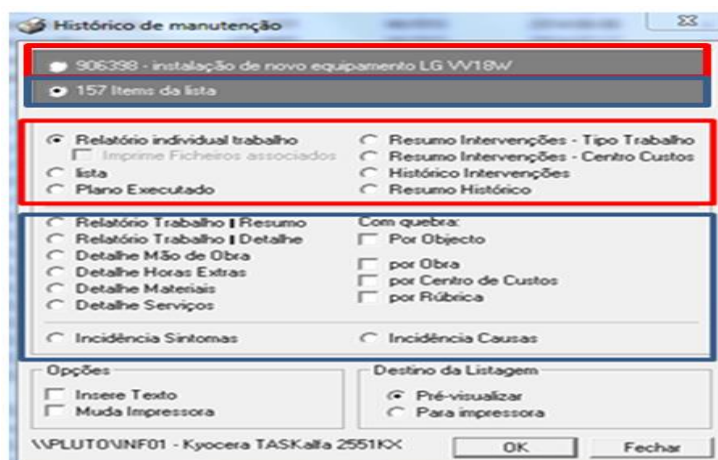 Histórico de manutenção
906398 - instalação de novo equipamento LG VV18W
157 Items da lista
Relatório individual trabalho
Imprime Ficheiros associados
lista
Plano Executado
Resumo Intervenções - Tipo Trabalho
Resumo Intervenções - Centro Custos
Histórico Intervenções
Resumo Histórico
Relatório Trabalho | Resumo
Relatório Trabalho | Detalhe
Detalhe Mão de Obra
Detalhe Horas Extras
Detalhe Materiais
Detalhe Serviços
Com quebra:
Por Objecto
por Obra
por Centro de Custos
por Rúbrica
Incidência Sintomas
Incidência Causas
Opções
Insere Texto
Muda Impressora
Destino da Listagem
Pré-visualizar
Para impressora
\\PLUTO\INF01 - Kyocera TASKalfa 2551KX
OK
Fechar